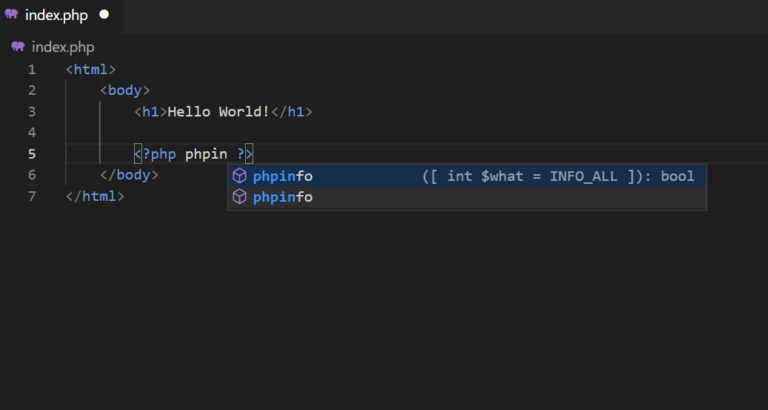 index.php
index.php
1 <html>
2 <body>
3 <h1>Hello World!</h1>
4
5 <?php phpin ?>
6 </body>
phpinfo ([ int $what = INFO_ALL ]): bool
7 </html>
phpinfo